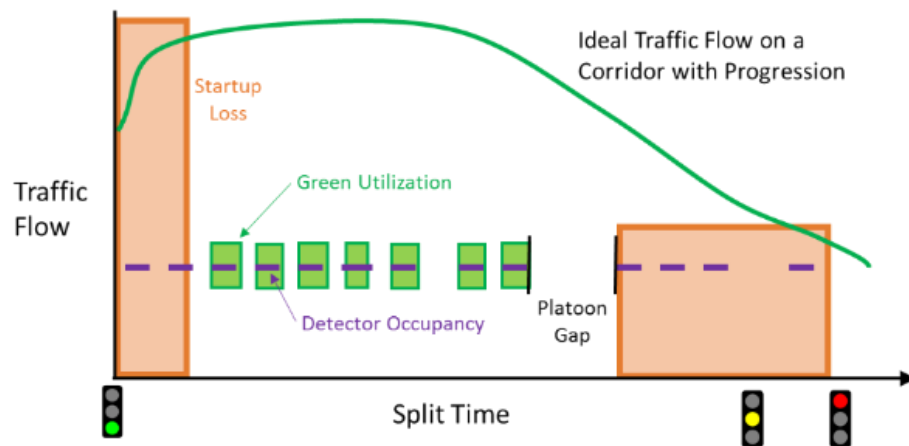 Ideal Traffic Flow on a
Corridor with Progression
Startup
Loss
Green Utilization
Traffic
Flow
Detector Occupancy
Platoon
Gap
Split Time